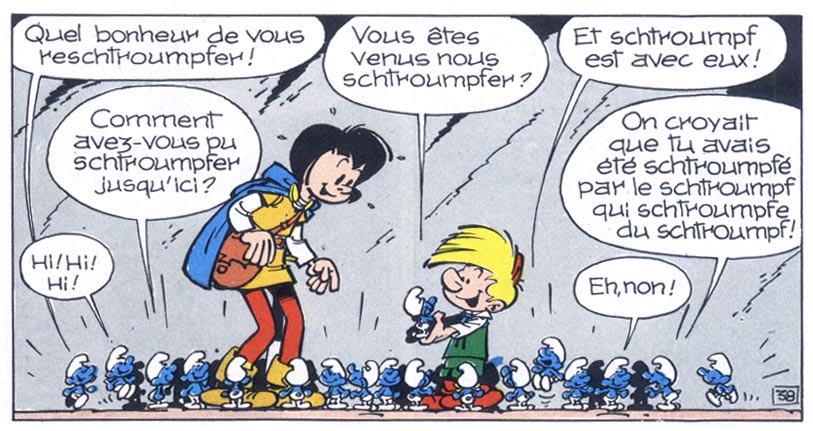 Quel bonheur de vous
reschtroumpfer !
Comment
avez-vous pu
schtroumpfer
jusqu'ici ?
Hi ! Hi !
Hi !
Vous êtes
venus nous
schtroumpfer ?
Et schtroumpf
est avec eux !
On croyait
que tu avais
été schtroumpfé
par le schtroumpf
qui schtroumpfe
du schtroumpf !
Eh, non !
38